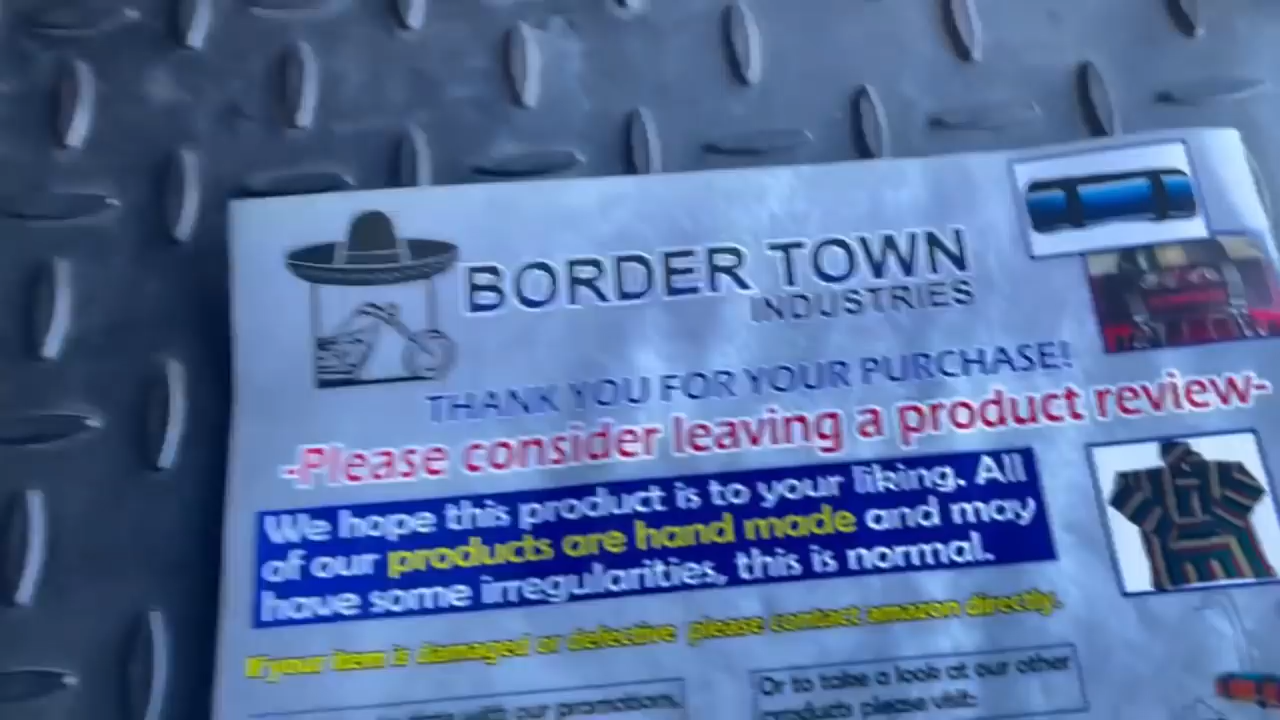 BORDER TOWN
INDUSTRIES
THANK YOU FOR YOUR PURCHASE!
-Please consider leaving a product review-
We hope this product is to your liking. All
of our products are hand made and may
have some irregularities, this is normal.
If your item is damaged or defective please contact amazon directly.
with our promotions,
Or to take a look at our other
products please visit: